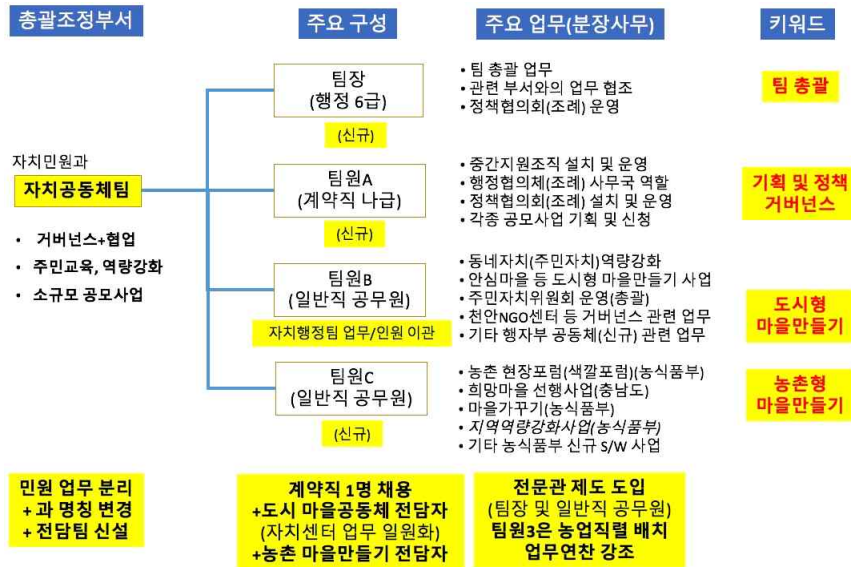 총괄조정부서
주요 구성
주요 업무(분장사무)
키워드
팀장
(행정 6급)
(신규)
• 팀 총괄 업무
• 관련 부서와의 업무 협조
• 정책협의회(조례) 운영
팀 총괄
자치민원과
자치공동체팀
• 거버넌스+협업
• 주민교육, 역량강화
• 소규모 공모사업
팀원A
(계약직 나급)
(신규)
• 중간지원조직 설치 및 운영
• 행정협의체(조례) 사무국 역할
• 정책협의회(조례) 설치 및 운영
• 각종 공모사업 기획 및 신청
기획 및 정책
거버넌스
팀원B
(일반직 공무원)
자치행정팀 업무/인원 이관
• 동네자치(주민자치)역량강화
• 안심마을 등 도시형 마을만들기 사업
• 주민자치위원회 운영(총괄)
• 천안NGO센터 등 거버넌스 관련 업무
• 기타 행자부 공동체(신규) 관련 업무
도시형
마을만들기
팀원C
(일반직 공무원)
(신규)
• 농촌 현장포럼(색깔포럼)(농식품부)
• 희망마을 선행사업(충남도)
• 마을가꾸기(농식품부)
• 지역역량강화사업(농식품부)
• 기타 농식품부 신규 S/W 사업
농촌형
마을만들기
민원 업무 분리
+ 과 명칭 변경
+ 전담팀 신설
계약직 1명 채용
+도시 마을공동체 전담자
(자치센터 업무 일원화)
+농촌 마을만들기 전담자
전문관 제도 도입
(팀장 및 일반직 공무원)
팀원3은 농업직렬 배치
업무연찬 강조